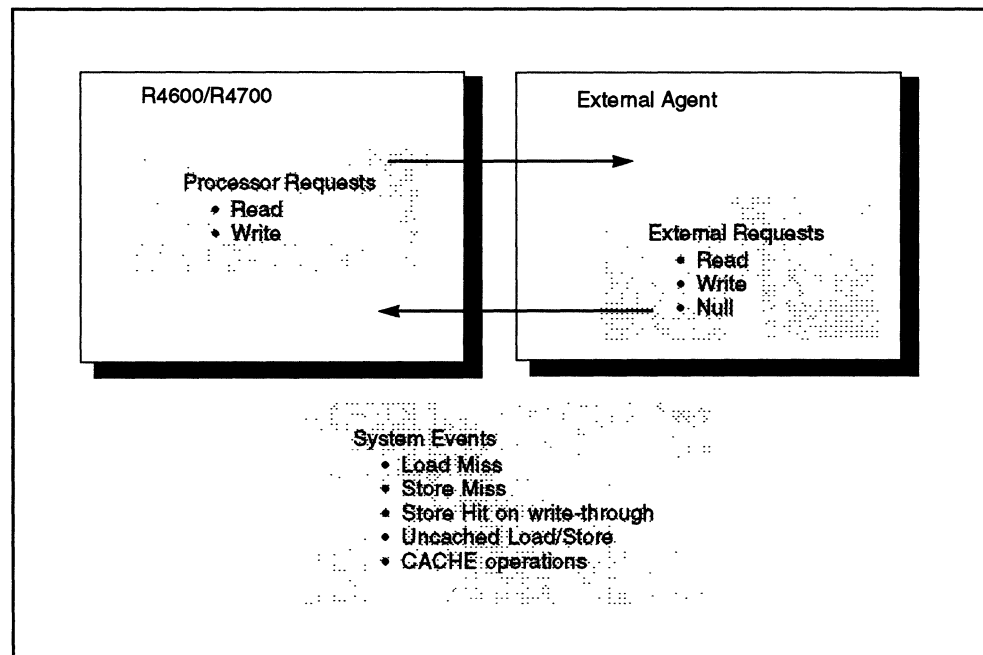 R4600/R4700
External Agent
Processor Requests
• Read
• Write
External Requests
• Read
• Write
• Null
System Events
• Load Miss
• Store Miss
• Store Hit on write-through
• Uncached Load/Store
• CACHE operations